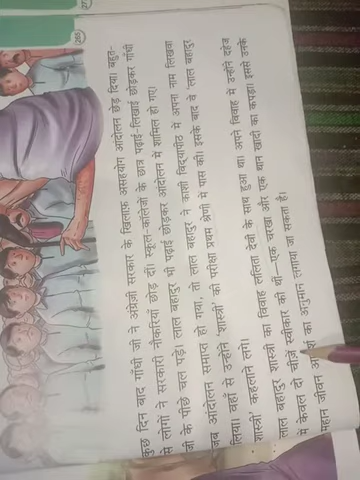 कुछ दिन बाद गाँधी जी ने अंग्रेज़ी सरकार के खिलाफ़ असहयोग आंदोलन छेड़ दिया। बहुत-
से लोगों ने सरकारी नौकरियाँ छोड़ दीं। स्कूल-कॉलेजों के छात्र पढ़ाई-लिखाई छोड़कर गाँधी
जी के पीछे चल पड़े। लाल बहादुर भी पढ़ाई छोड़कर आंदोलन में शामिल हो गए।
जब आंदोलन समाप्त हो गया, तो लाल बहादुर ने काशी विद्यापीठ में अपना नाम लिखवा
लिया। वहाँ से उन्होंने 'शास्त्री' की परीक्षा प्रथम श्रेणी में पास की। इसके बाद वे 'लाल बहादुर
शास्त्री' कहलाने लगे।
लाल बहादुर शास्त्री का विवाह ललिता देवी के साथ हुआ था। अपने विवाह में उन्होंने दहेज
में केवल दो चीज़ें स्वीकार की थीं—एक चरखा और एक थान खादी का कपड़ा। इससे उनके
महान जीवन का अनुमान लगाया जा सकता है।